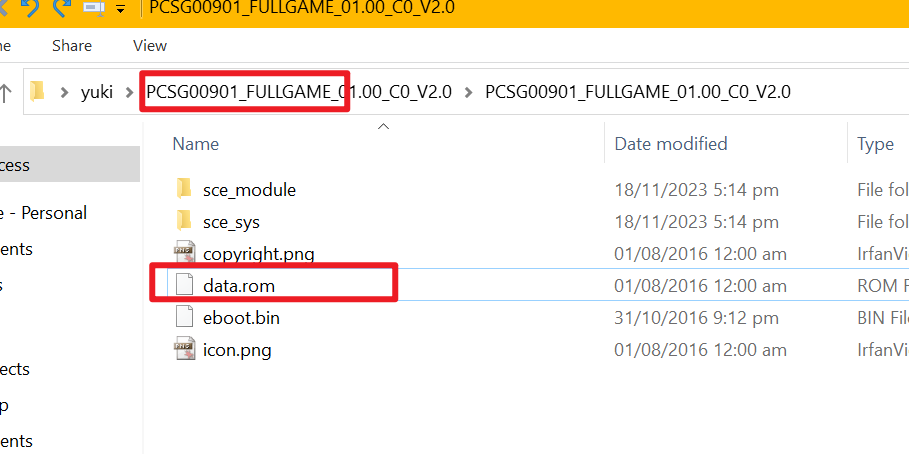 PCSG00901_FULLGAME_01.00_C0_V2.0
Share View
yuki PCSG00901_FULLGAME_01.00_C0_V2.0 PCSG00901_FULLGAME_01.00_C0_V2.0
Name Date modified Type
cess
sce_module 18/11/2023 5:14 pm File fol
e - Personal
sce_sys 18/11/2023 5:14 pm File fol
ents
copyright.png 01/08/2016 12:00 am IrfanVi
s
data.rom 01/08/2016 12:00 am ROM F
eboot.bin 31/10/2016 9:12 pm BIN File
icon.png 01/08/2016 12:00 am IrfanVi
ects
p
ents